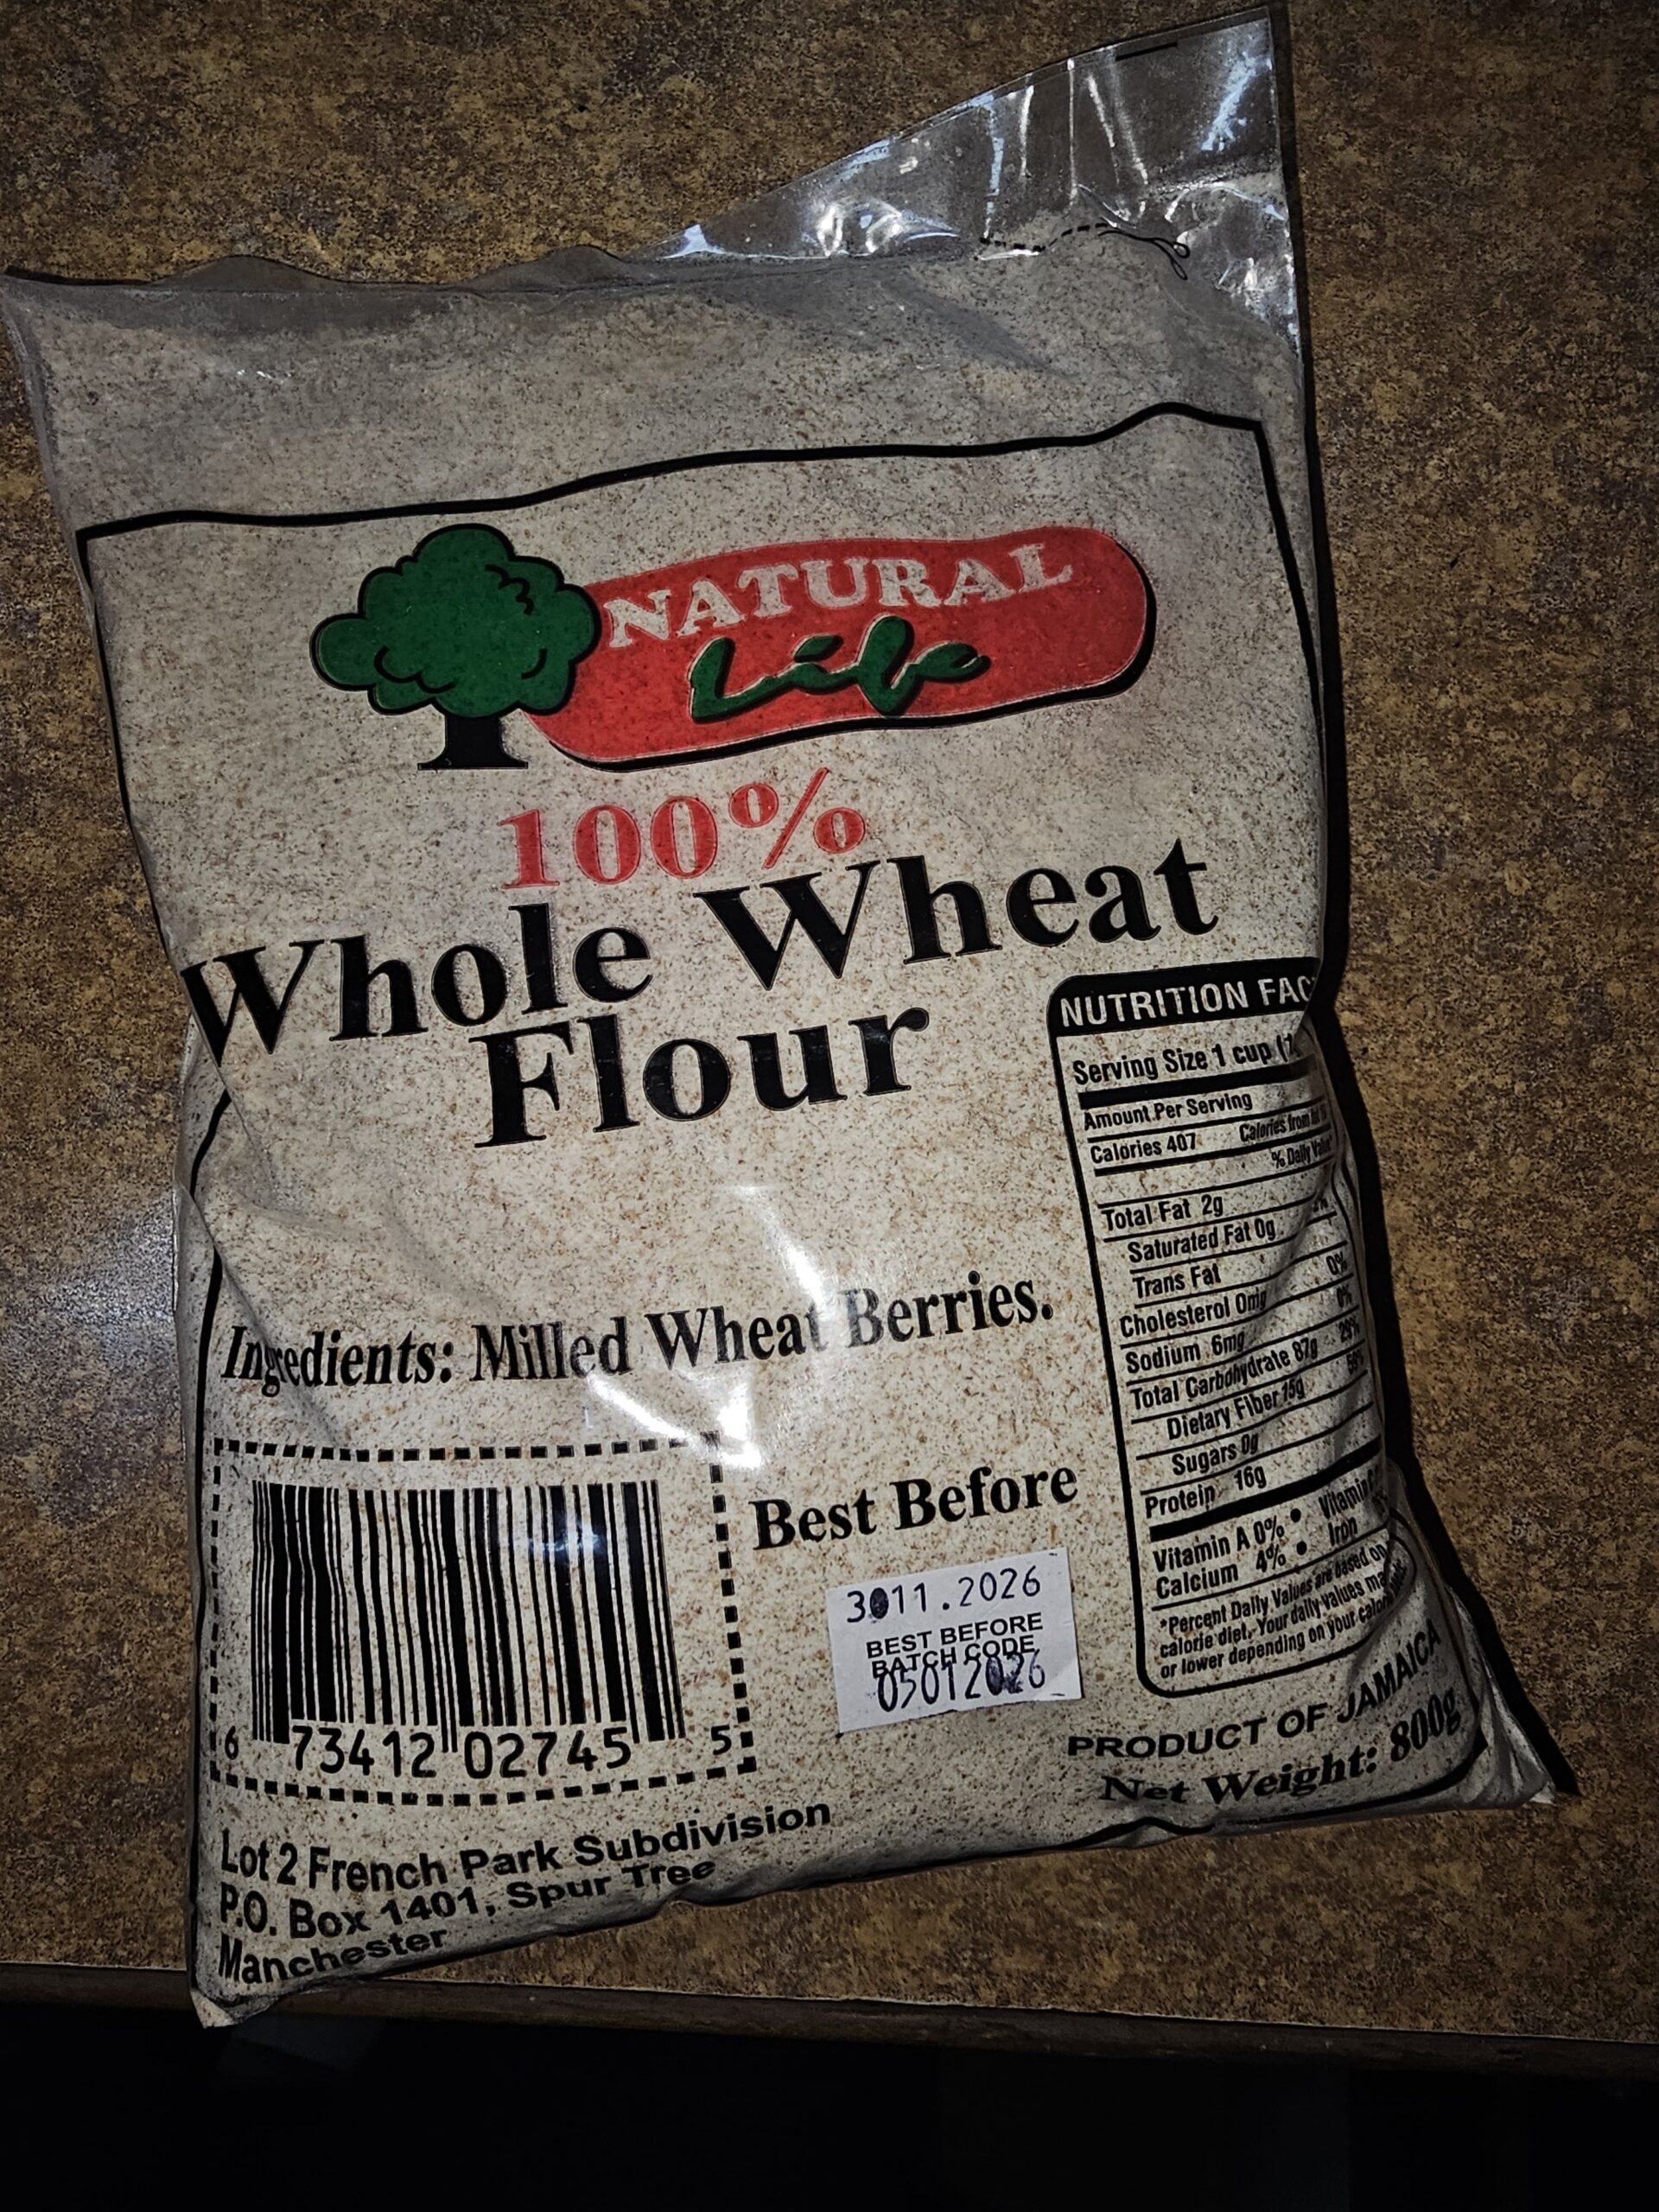 NATURAL
Life
100%
Whole Wheat
Flour
Ingredients: Milled Wheat Berries.
6 73412 02745 5
Best Before
3011.2026
BEST BEFORE
BATCH CODE
05012026
Lot 2 French Park Subdivision
P.O. Box 1401, Spur Tree
Manchester
NUTRITION
Serving Size 1 cup
Amount Per Serving
Calories 407 Calories from
% Daily
Total Fat 2g
Saturated Fat 0g
Trans Fat
Cholesterol 0mg 0%
Sodium 6mg 0%
Total Carbohydrate 87g 29%
Dietary Fiber 15g
Sugars 0g
Protein 16g
Vitamin A 0% • Vitamin
Calcium 4% • Iron
*Percent Daily Values are based on
calorie diet. Your daily values
or lower depending on your
PRODUCT OF JAMAICA
Net Weight: 800g